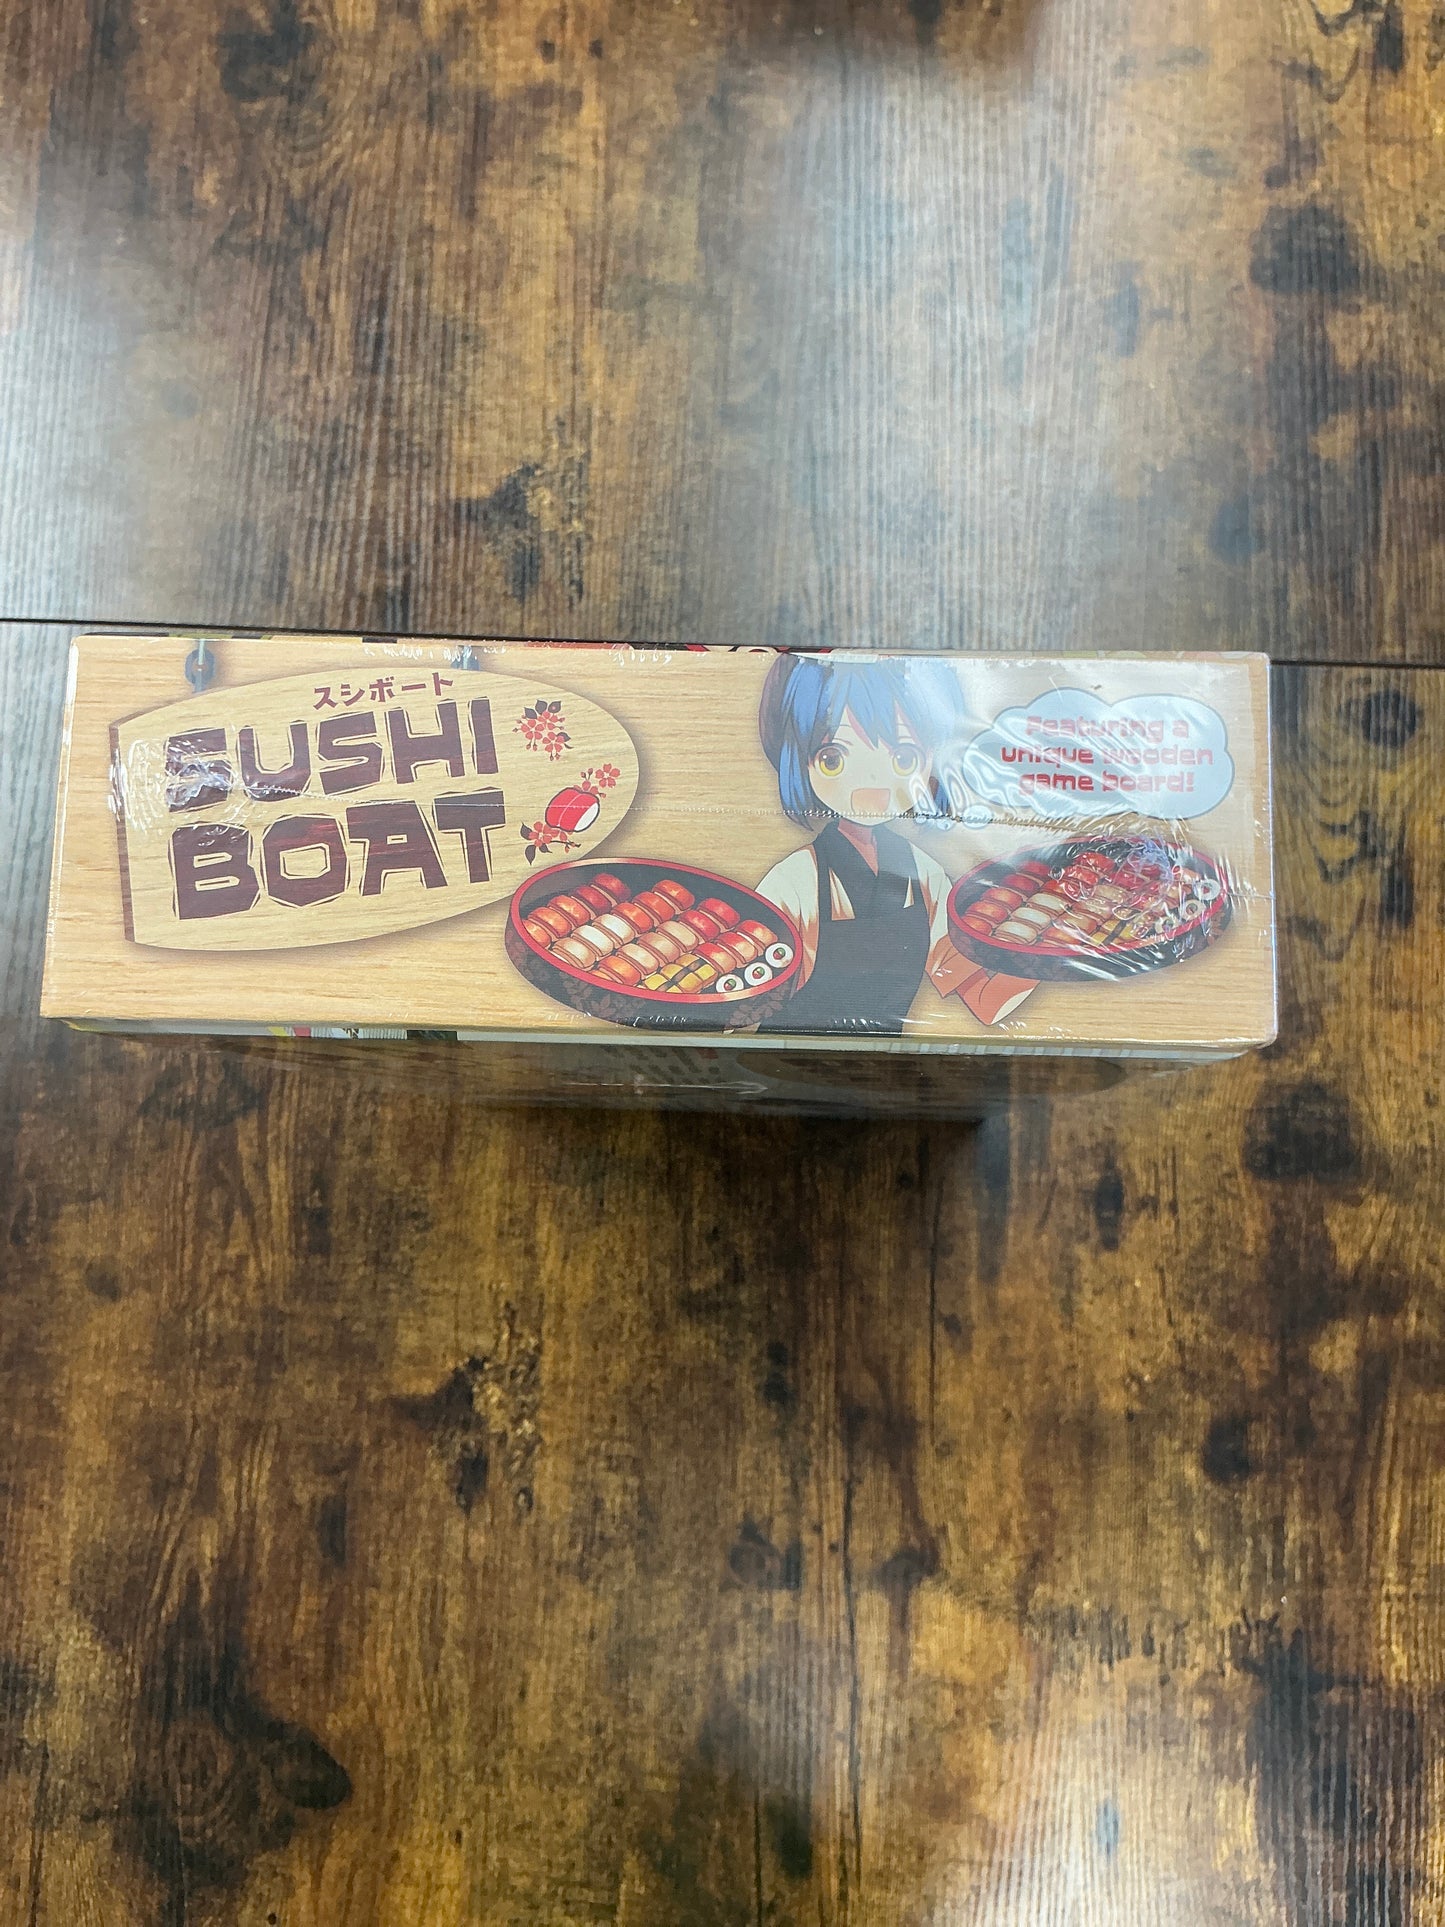 スシボート
SUSHI
BOAT
Featuring a
unique wooden
game board!